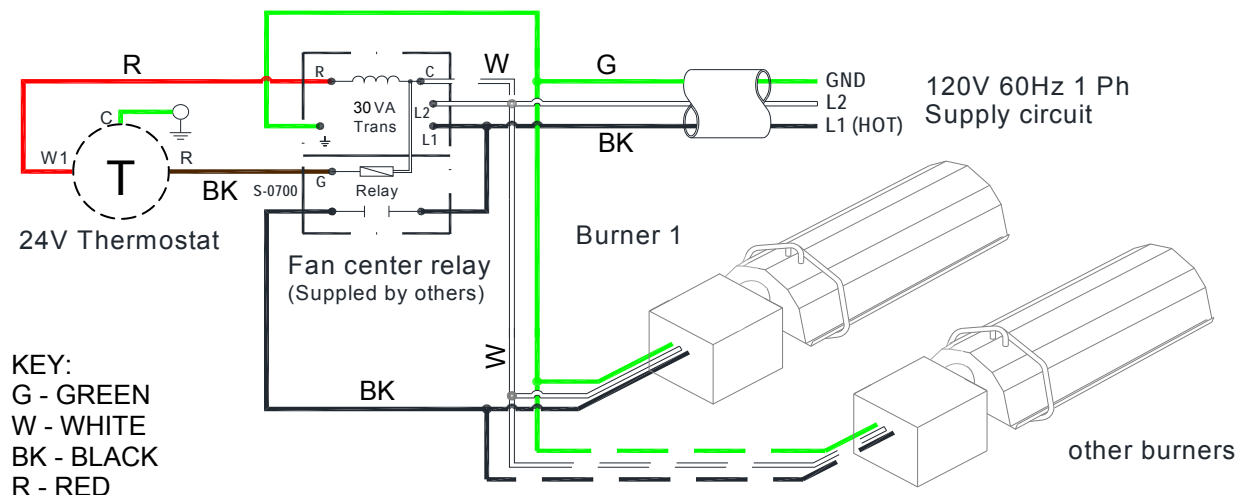 R
W
G
GND
L2
L1 (HOT)
120V 60Hz 1 Ph
Supply circuit
BK
R
C
30 VA
Trans
L2
L1
C
W1
T
R
BK
24V Thermostat
S-0700
G
Relay
Fan center relay
(Suppled by others)
Burner 1
W
BK
other burners
KEY:
G - GREEN
W - WHITE
BK - BLACK
R - RED